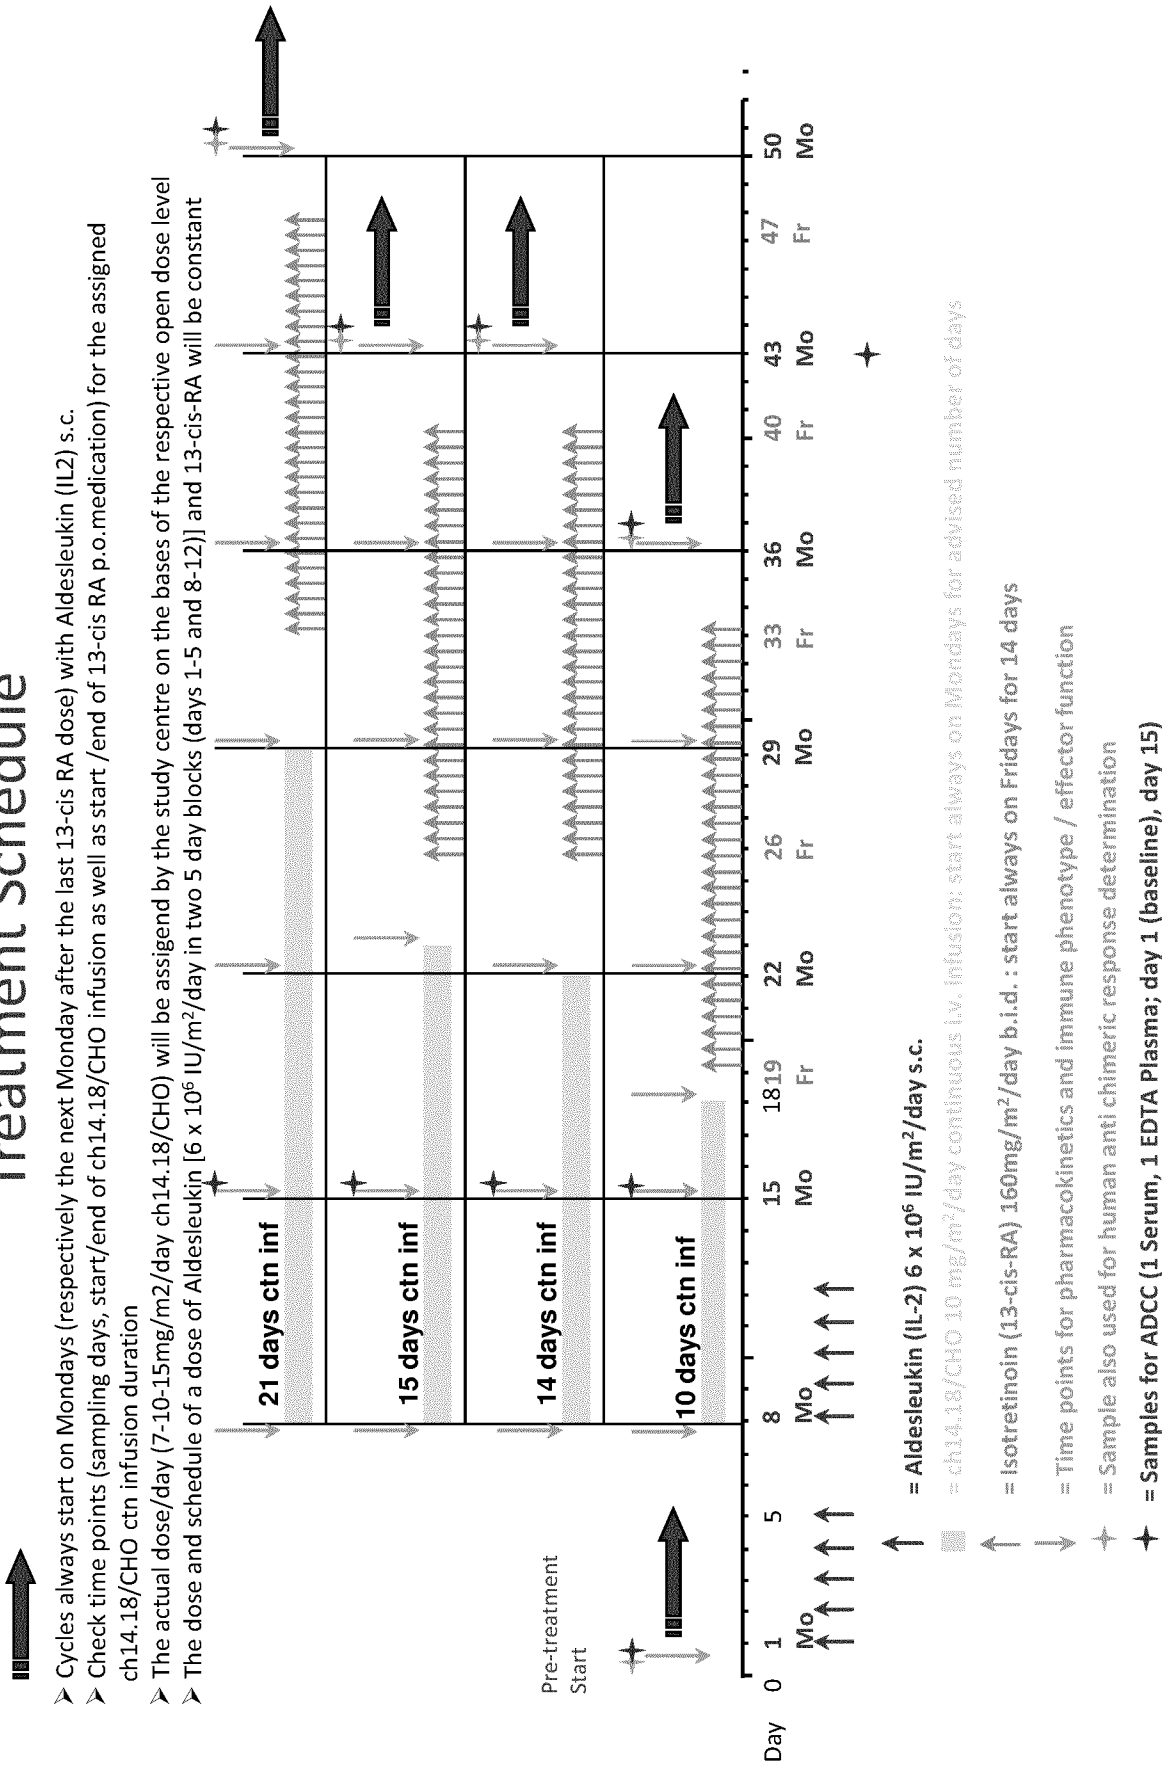 Treatment Schedule
➢ Cycles always start on Mondays (respectively the next Monday after the last 13-cis RA dose) with Aldesleukin (IL2) s.c.
➢ Check time points (sampling days, start/end of ch14.18/CHO infusion as well as start /end of 13-cis RA p.o.medication) for the assigned
ch14.18/CHO ctn infusion duration
➢ The actual dose/day (7-10-15mg/m2/day ch14.18/CHO) will be assigend by the study centre on the bases of the respective open dose level
➢ The dose and schedule of a dose of Aldesleukin [6 x 10⁶ IU/m²/day in two 5 day blocks (days 1-5 and 8-12)] and 13-cis-RA will be constant
21 days ctn inf
15 days ctn inf
14 days ctn inf
10 days ctn inf
Pre-treatment
Start
Day 0 1 5 8 15 18 19 22 26 29 33 36 40 43 47 50
Mo Mo Mo Fr Mo Fr Mo Fr Mo Fr Mo Fr Mo
= Aldesleukin (IL-2) 6 x 10⁶ IU/m²/day s.c.
= ch14.18/CHO 10 mg/m²/day continuous i.v. infusion: start always on Mondays for advised number of days
= Isotretinoin (13-cis-RA) 160mg/m²/day b.i.d. : start always on Fridays for 14 days
= Time points for pharmacokinetics and immune phenotype / effector function
= Sample also used for human anti chimeric response determination
= Samples for ADCC (1 Serum, 1 EDTA Plasma; day 1 (baseline), day 15)